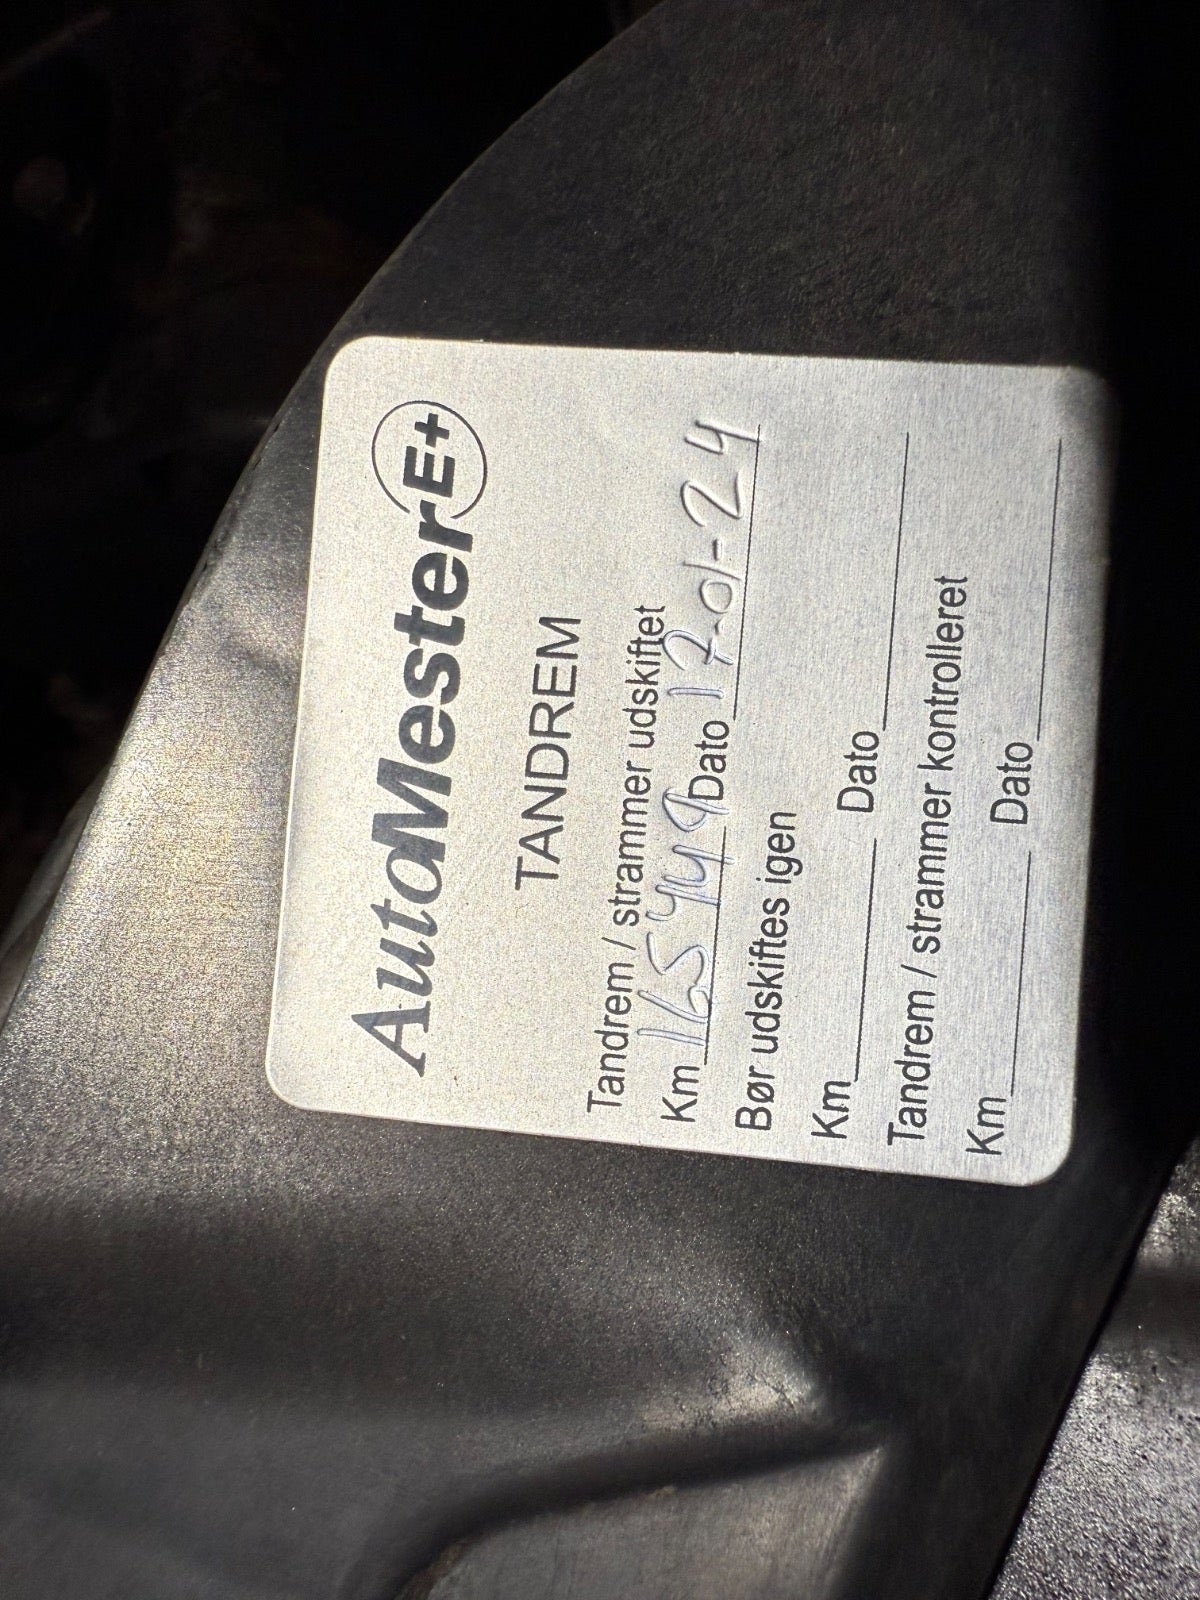 AutoMester E+
TANDREM
Tandrem / strammer udskiftet
Km 165449 Dato 17-01-24
Bør udskiftes igen
Km Dato
Tandrem / strammer kontrolleret
Km Dato